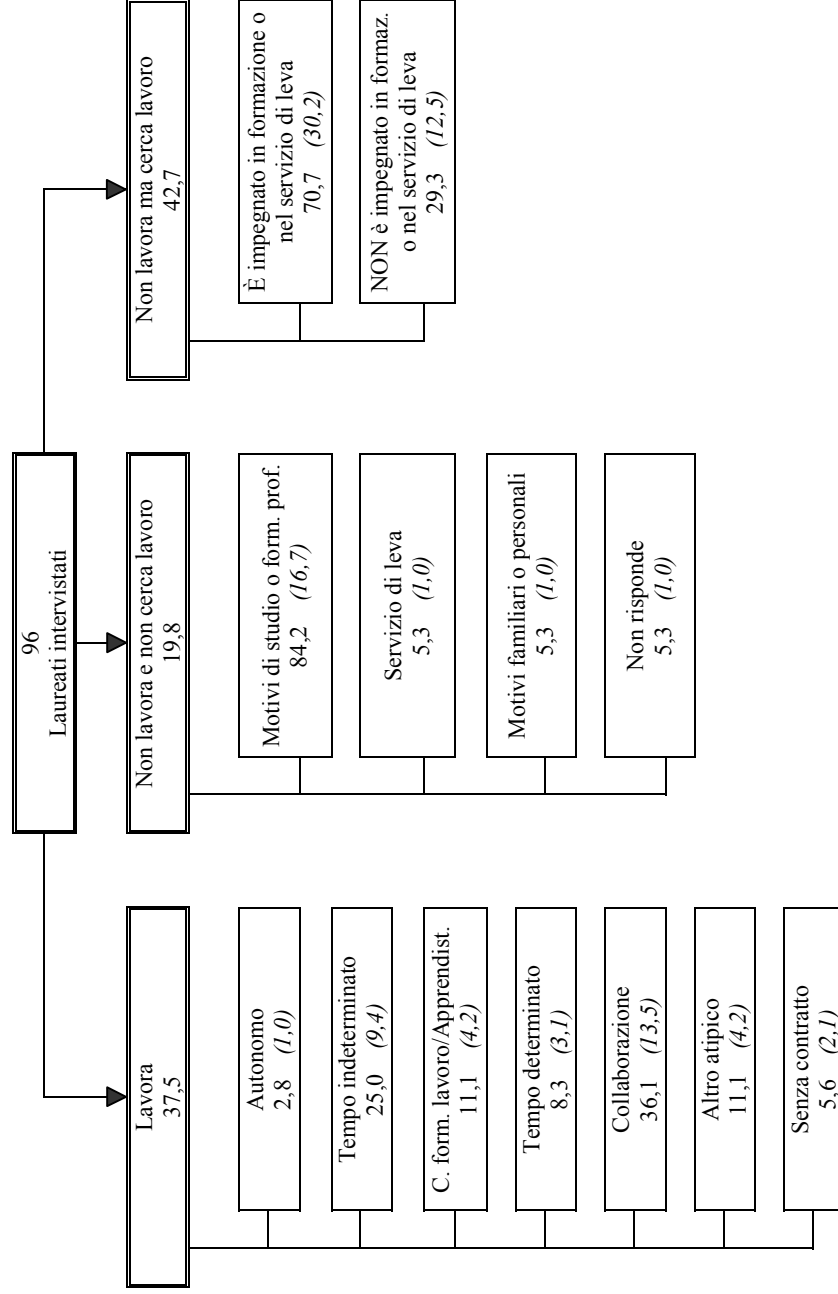 96
Laureati intervistati
Lavora
37,5
Autonomo
2,8 (1,0)
Tempo indeterminato
25,0 (9,4)
C. form. lavoro/Apprendist.
11,1 (4,2)
Tempo determinato
8,3 (3,1)
Collaborazione
36,1 (13,5)
Altro atipico
11,1 (4,2)
Senza contratto
5,6 (2,1)
Non lavora e non cerca lavoro
19,8
Motivi di studio o form. prof.
84,2 (16,7)
Servizio di leva
5,3 (1,0)
Motivi familiari o personali
5,3 (1,0)
Non risponde
5,3 (1,0)
Non lavora ma cerca lavoro
42,7
È impegnato in formazione o
nel servizio di leva
70,7 (30,2)
NON è impegnato in formaz.
o nel servizio di leva
29,3 (12,5)